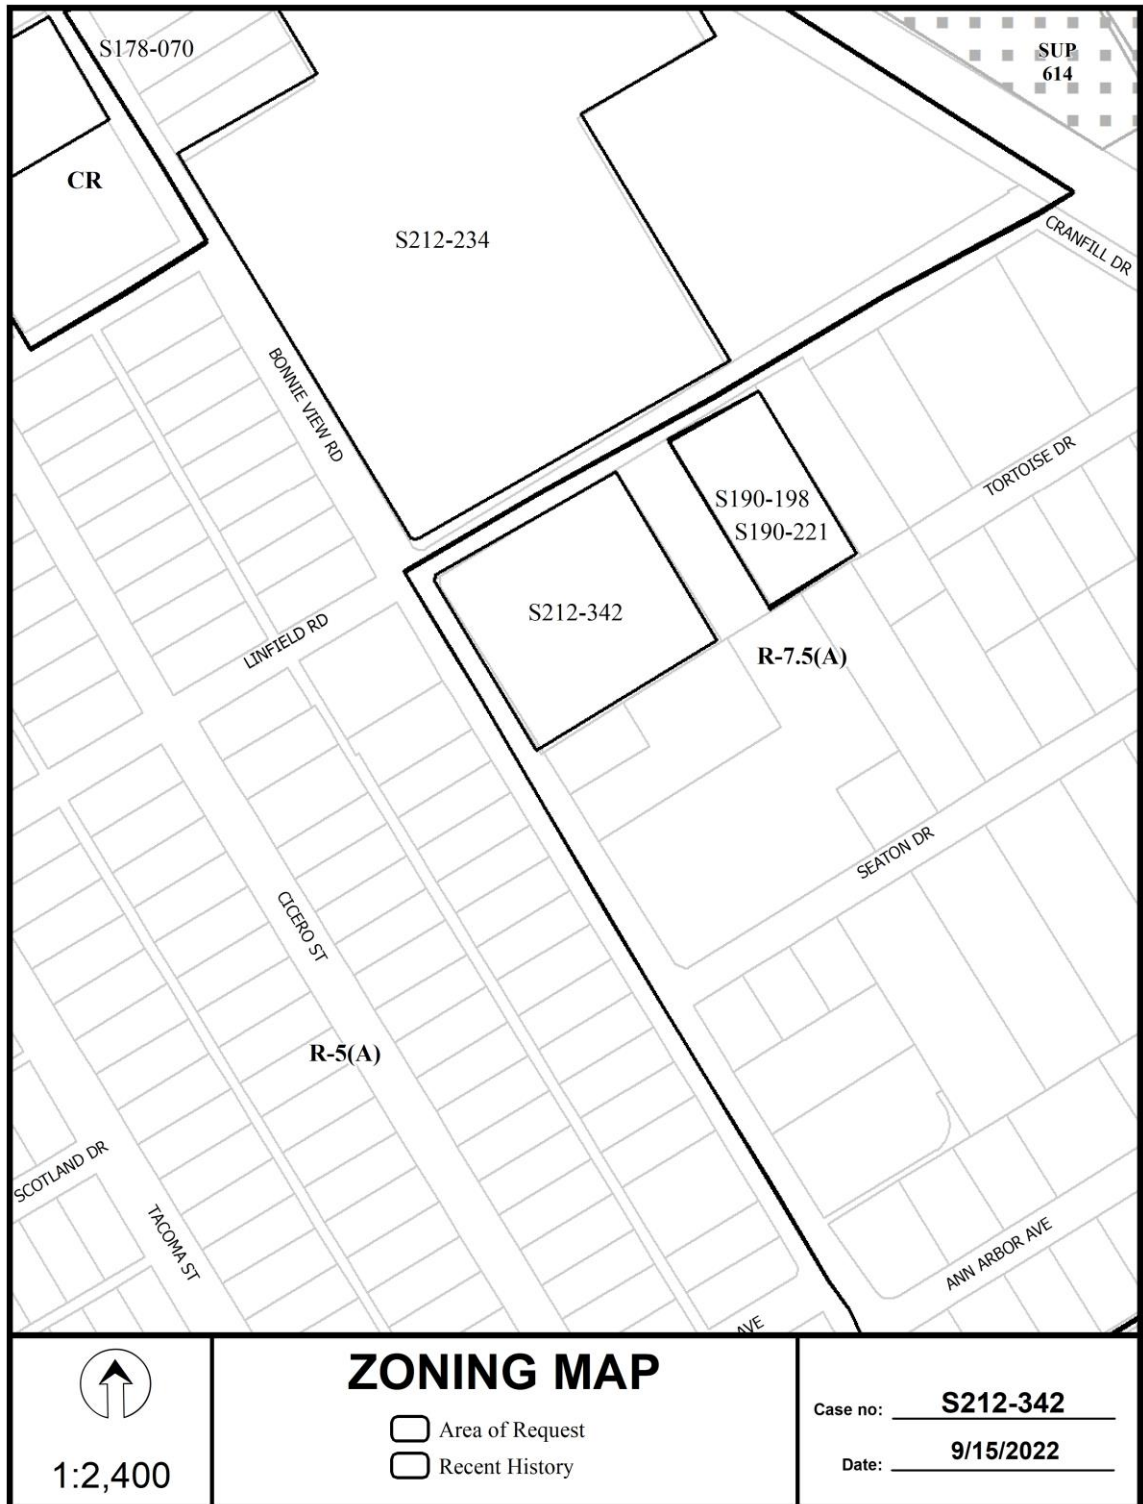 S178-070
SUP
614
CR
S212-234
CRANFILL DR
BONNIE VIEW RD
TORTOISE DR
S190-198
S190-221
S212-342
LINFIELD RD
R-7.5(A)
SEATON DR
CICERO ST
R-5(A)
SCOTLAND DR
TACOMA ST
ANN ARBOR AVE
AVE
ZONING MAP
Area of Request
Recent History
1:2,400
Case no: S212-342
Date: 9/15/2022